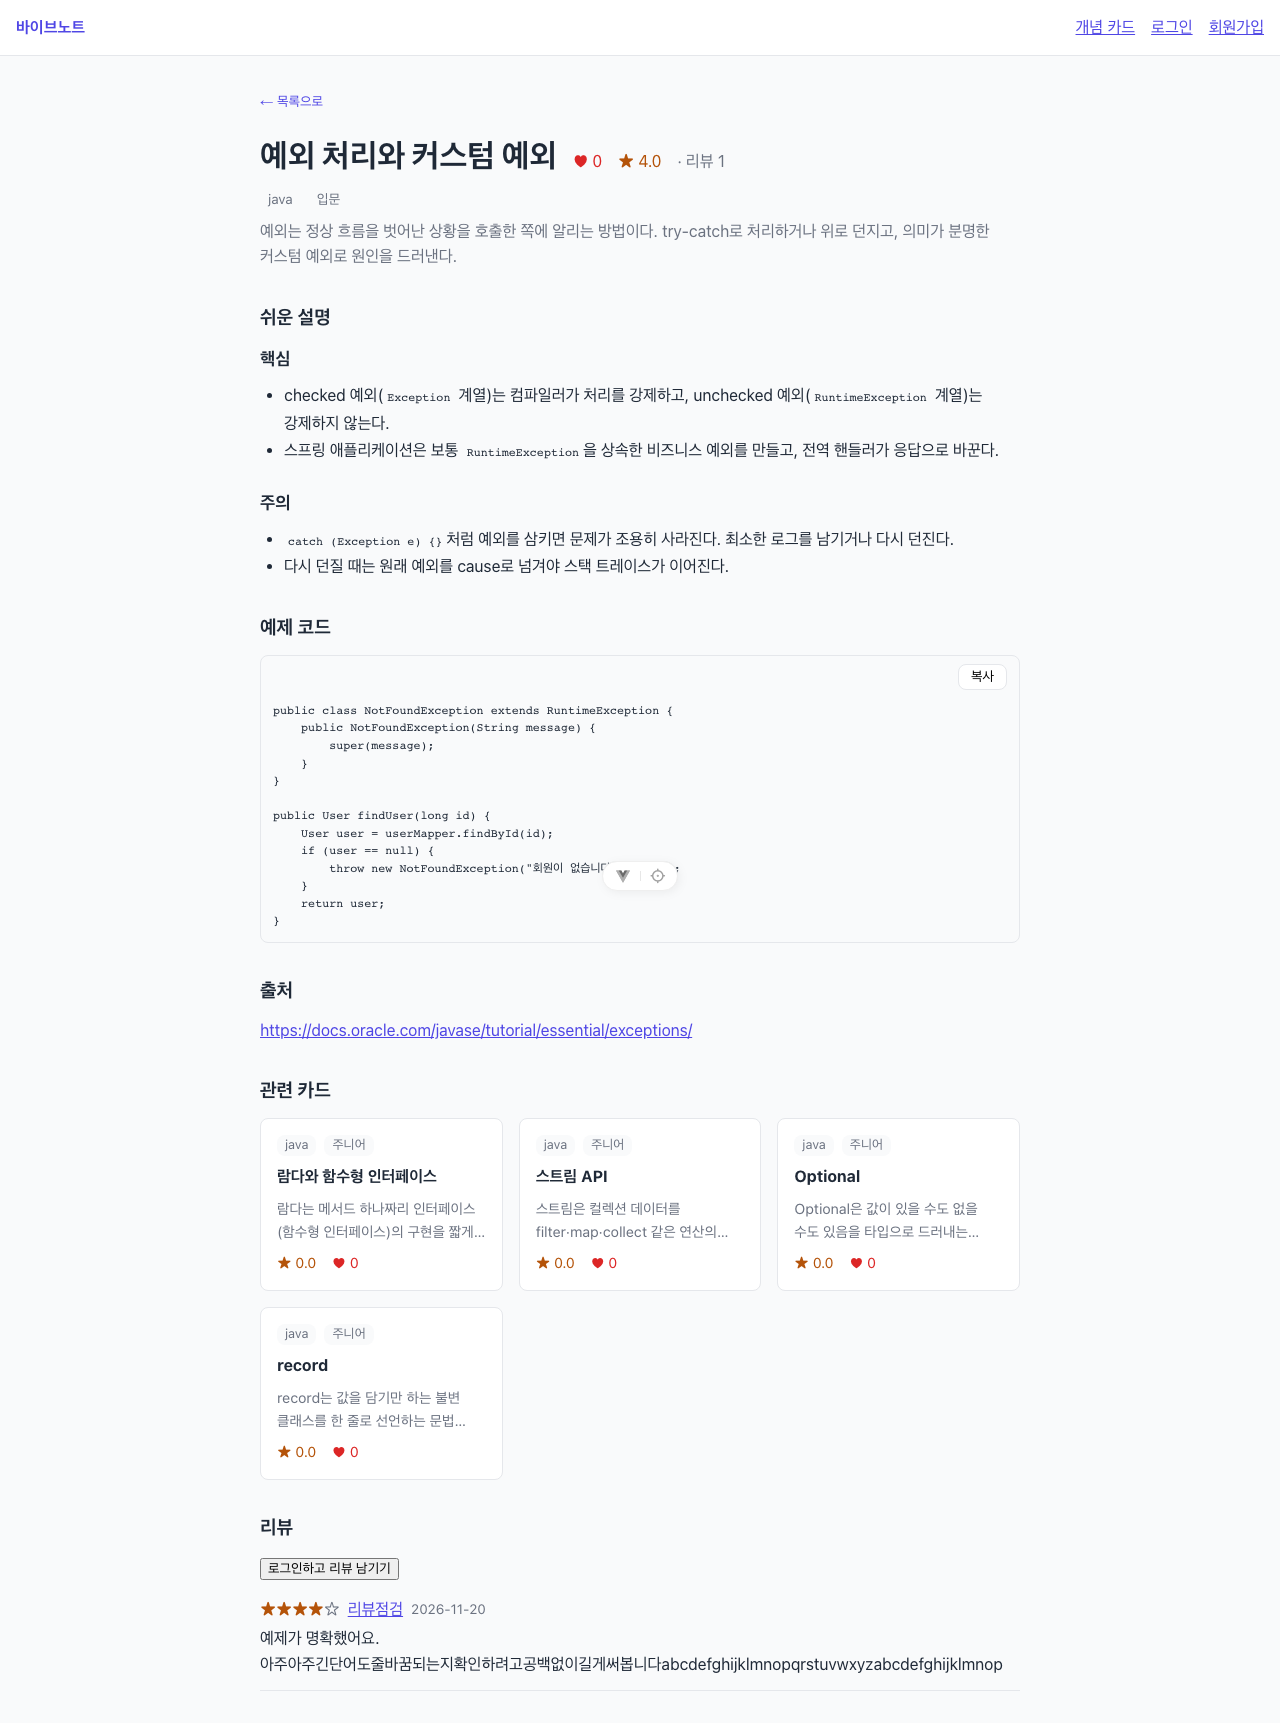 바이브노트
개념 카드 로그인 회원가입
← 목록으로
예외 처리와 커스텀 예외 ♥ 0 ★ 4.0 · 리뷰 1
java 입문
예외는 정상 흐름을 벗어난 상황을 호출한 쪽에 알리는 방법이다. try-catch로 처리하거나 위로 던지고, 의미가 분명한
커스텀 예외로 원인을 드러낸다.
쉬운 설명
핵심
• checked 예외( Exception 계열)는 컴파일러가 처리를 강제하고, unchecked 예외( RuntimeException 계열)는
강제하지 않는다.
• 스프링 애플리케이션은 보통 RuntimeException 을 상속한 비즈니스 예외를 만들고, 전역 핸들러가 응답으로 바꾼다.
주의
• catch (Exception e) {} 처럼 예외를 삼키면 문제가 조용히 사라진다. 최소한 로그를 남기거나 다시 던진다.
• 다시 던질 때는 원래 예외를 cause로 넘겨야 스택 트레이스가 이어진다.
예제 코드
복사
public class NotFoundException extends RuntimeException {
    public NotFoundException(String message) {
        super(message);
    }
}
public User findUser(long id) {
    User user = userMapper.findById(id);
    if (user == null) {
        throw new NotFoundException("회원이 없습니다 ;
    }
    return user;
}
출처
https://docs.oracle.com/javase/tutorial/essential/exceptions/
관련 카드
java 주니어
람다와 함수형 인터페이스
람다는 메서드 하나짜리 인터페이스
(함수형 인터페이스)의 구현을 짧게…
★ 0.0 ♥ 0
java 주니어
스트림 API
스트림은 컬렉션 데이터를
filter·map·collect 같은 연산의…
★ 0.0 ♥ 0
java 주니어
Optional
Optional은 값이 있을 수도 없을
수도 있음을 타입으로 드러내는…
★ 0.0 ♥ 0
java 주니어
record
record는 값을 담기만 하는 불변
클래스를 한 줄로 선언하는 문법…
★ 0.0 ♥ 0
리뷰
로그인하고 리뷰 남기기
★★★★☆ 리뷰점검 2026-11-20
예제가 명확했어요.
아주아주긴단어도줄바꿈되는지확인하려고공백없이길게써봅니다abcdefghijklmnopqrstuvwxyzabcdefghijklmnop